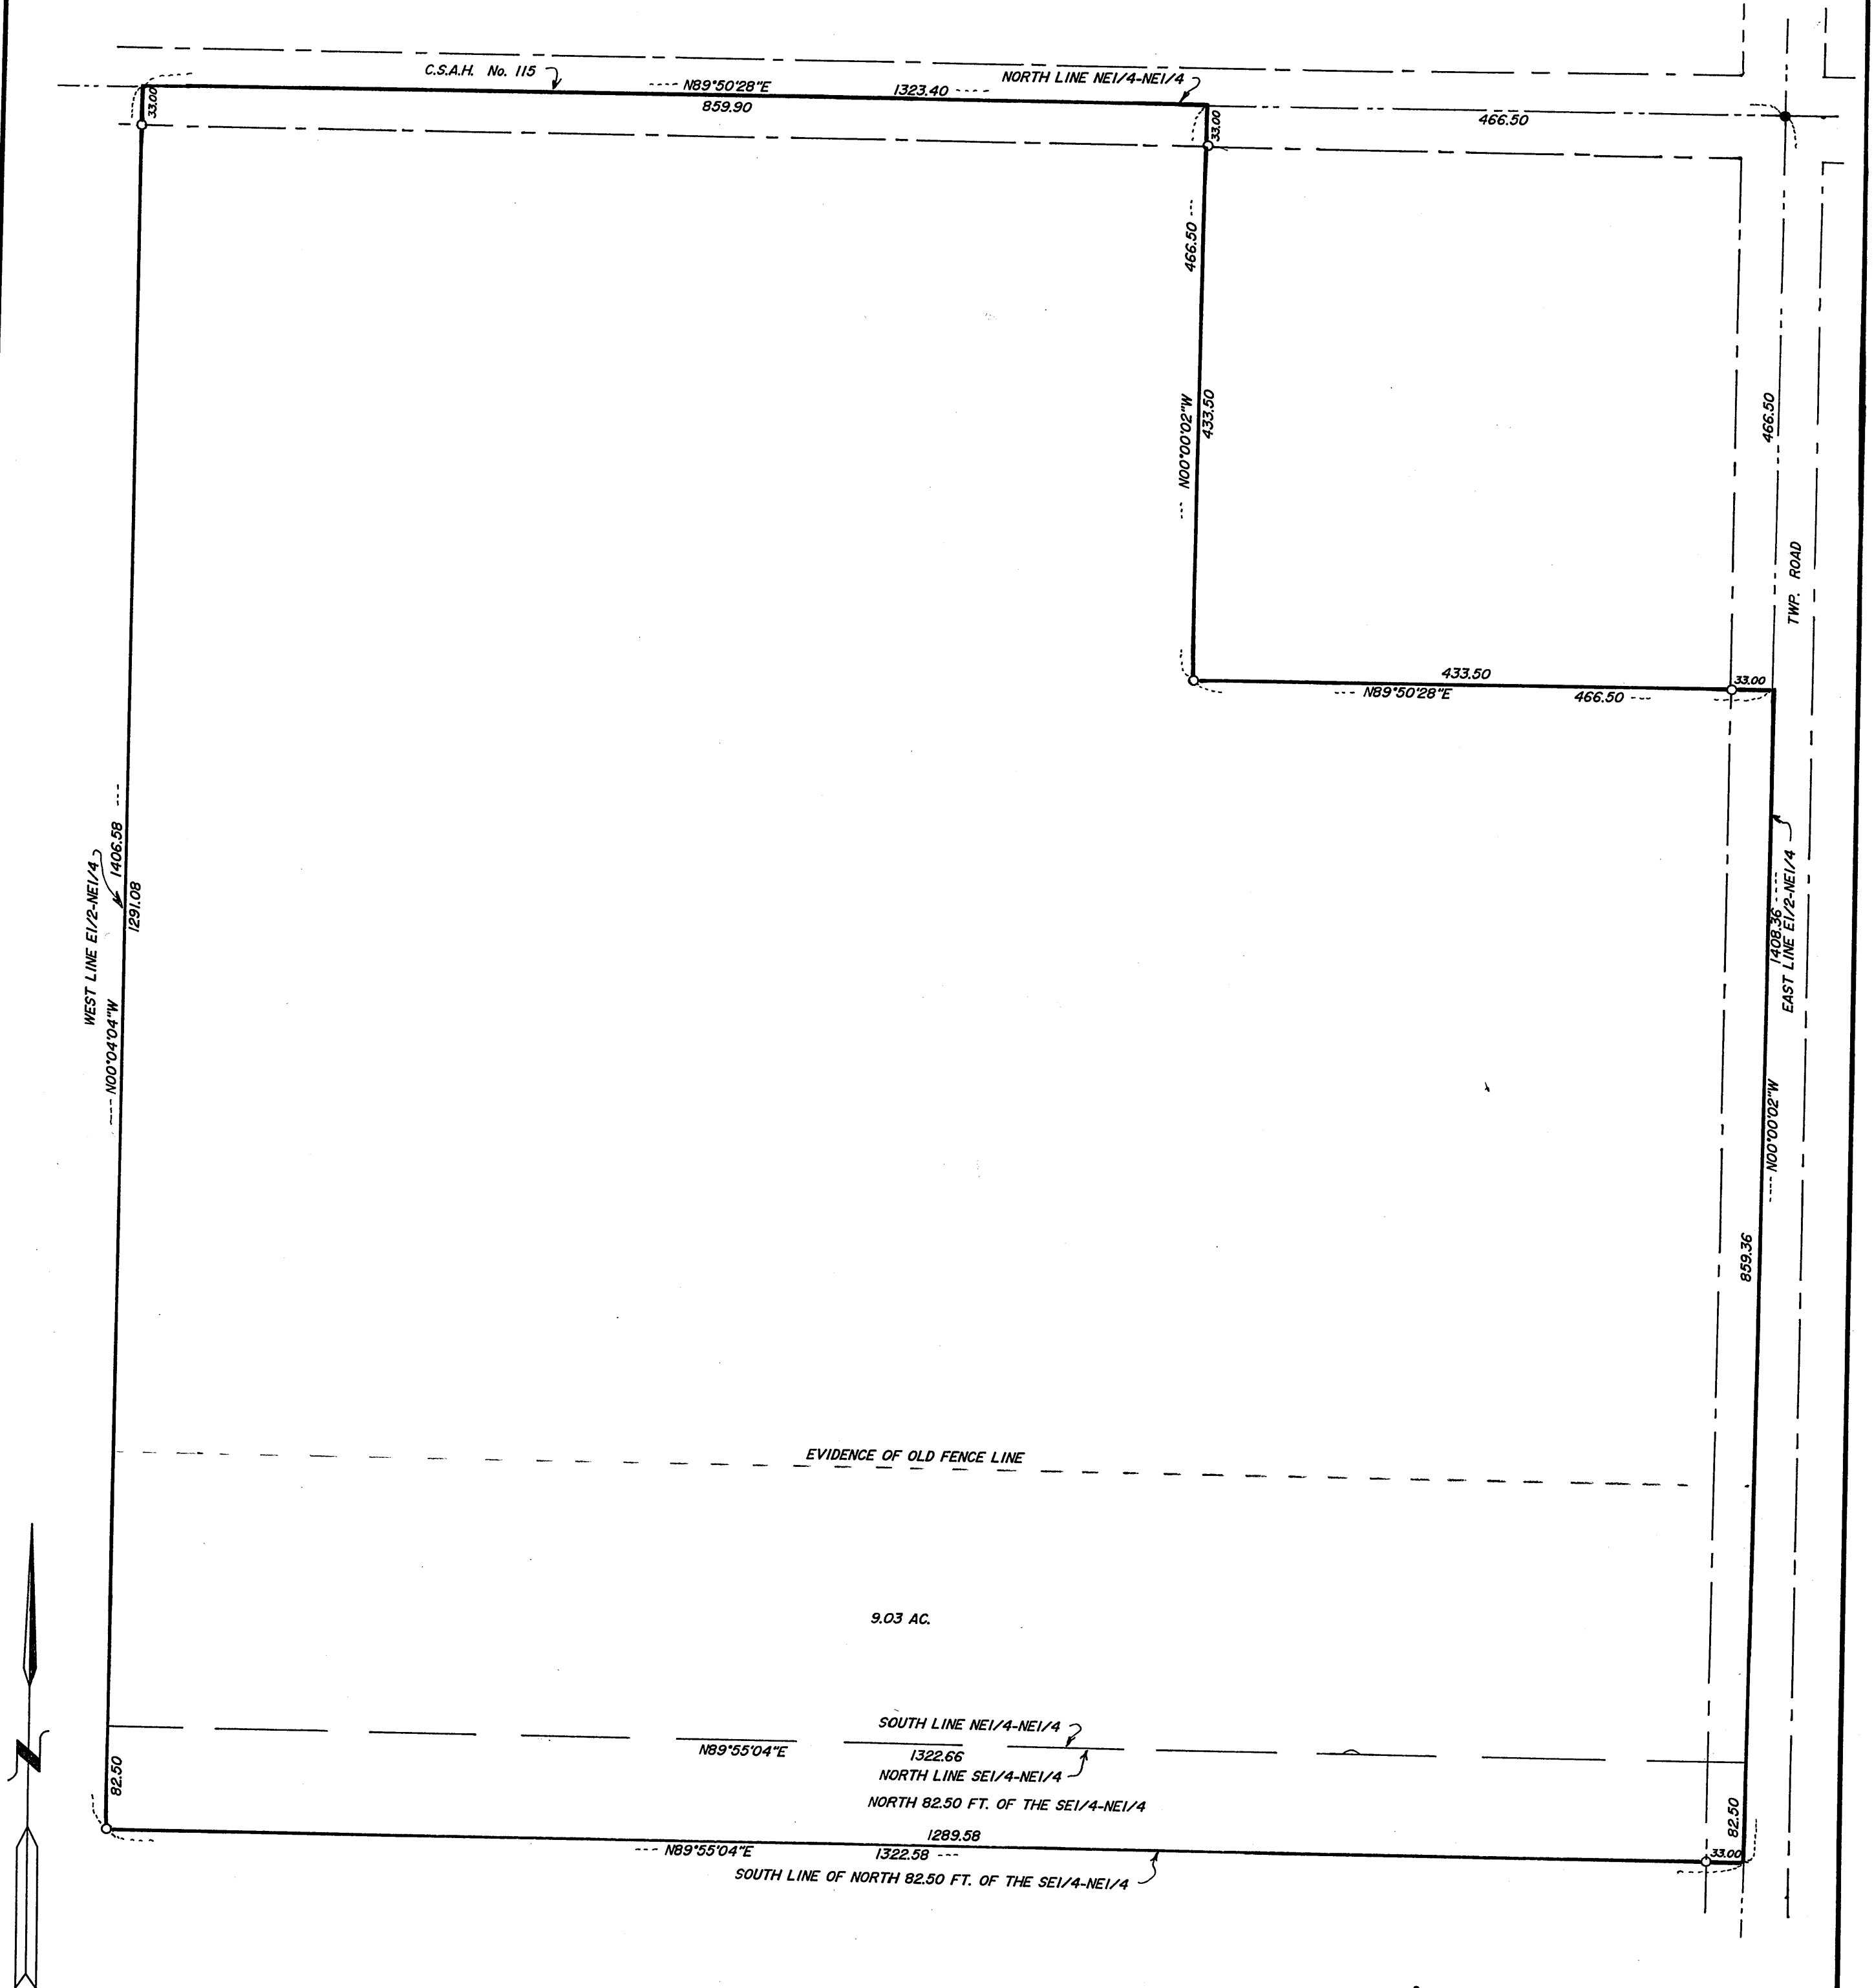 C.S.A.H. No. 115
NORTH LINE NE1/4-NE1/4
N89°50'28"E 1323.40
859.90
466.50
33.00
33.00
466.50
N00°00'02"W
433.50
466.50
TWP. ROAD
433.50
33.00
N89°50'28"E 466.50
WEST LINE E1/2-NE1/4
1406.58
1291.08
N00°04'04"W
1408.36
EAST LINE E1/2-NE1/4
N00°00'02"W
859.36
EVIDENCE OF OLD FENCE LINE
9.03 AC.
SOUTH LINE NE1/4-NE1/4
N89°55'04"E 1322.66
NORTH LINE SE1/4-NE1/4
82.50
NORTH 82.50 FT. OF THE SE1/4-NE1/4
82.50
1289.58
33.00
N89°55'04"E 1322.58
SOUTH LINE OF NORTH 82.50 FT. OF THE SE1/4-NE1/4
N